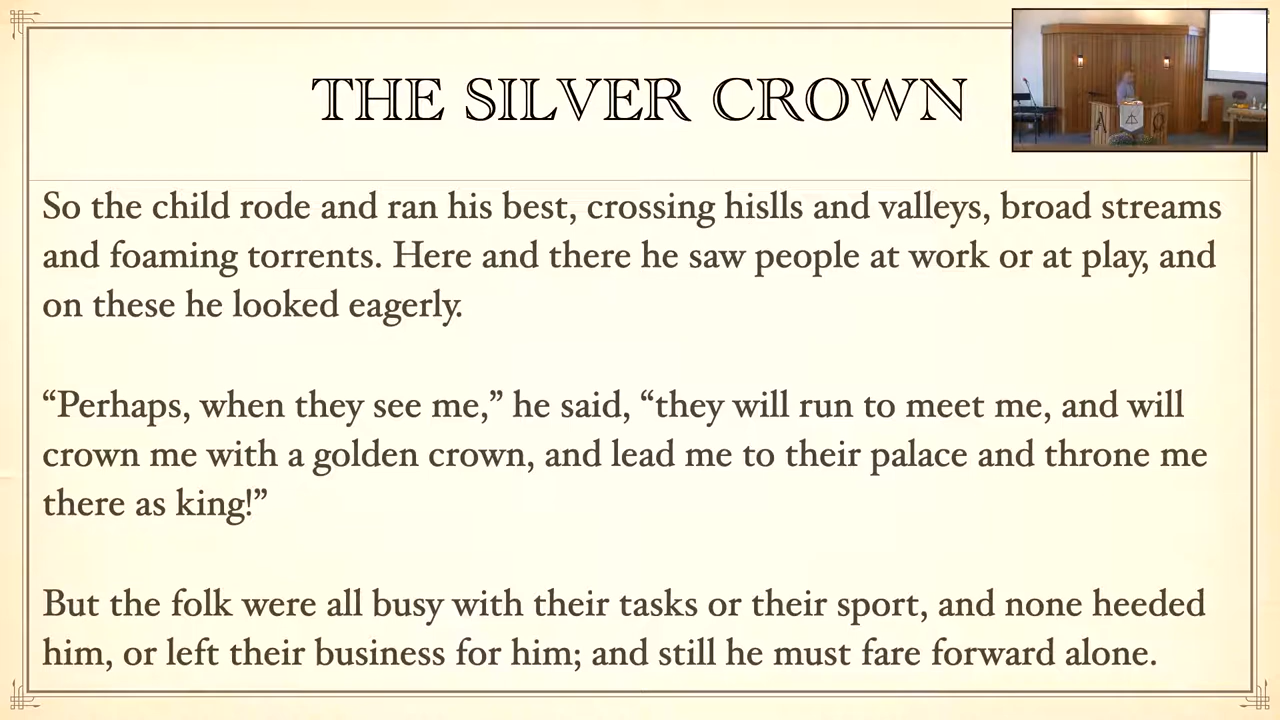 THE SILVER CROWN
So the child rode and ran his best, crossing hislls and valleys, broad streams
and foaming torrents. Here and there he saw people at work or at play, and
on these he looked eagerly.
“Perhaps, when they see me,” he said, “they will run to meet me, and will
crown me with a golden crown, and lead me to their palace and throne me
there as king!”
But the folk were all busy with their tasks or their sport, and none heeded
him, or left their business for him; and still he must fare forward alone.
A Ω